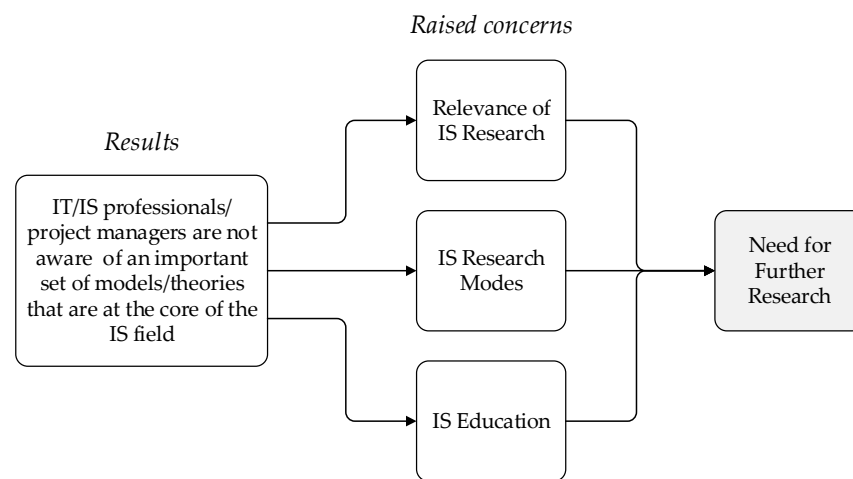 Raised concerns
Results
IT/IS professionals/
project managers are not
aware of an important
set of models/theories
that are at the core of the
IS field
Relevance of
IS Research
IS Research
Modes
IS Education
Need for
Further
Research